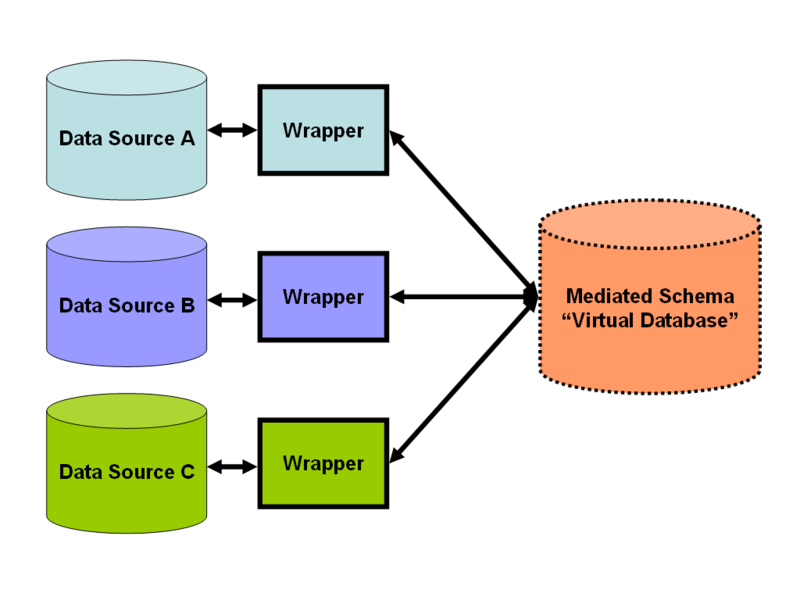 Data Source A
Wrapper
Data Source B
Wrapper
Data Source C
Wrapper
Mediated Schema
“Virtual Database”